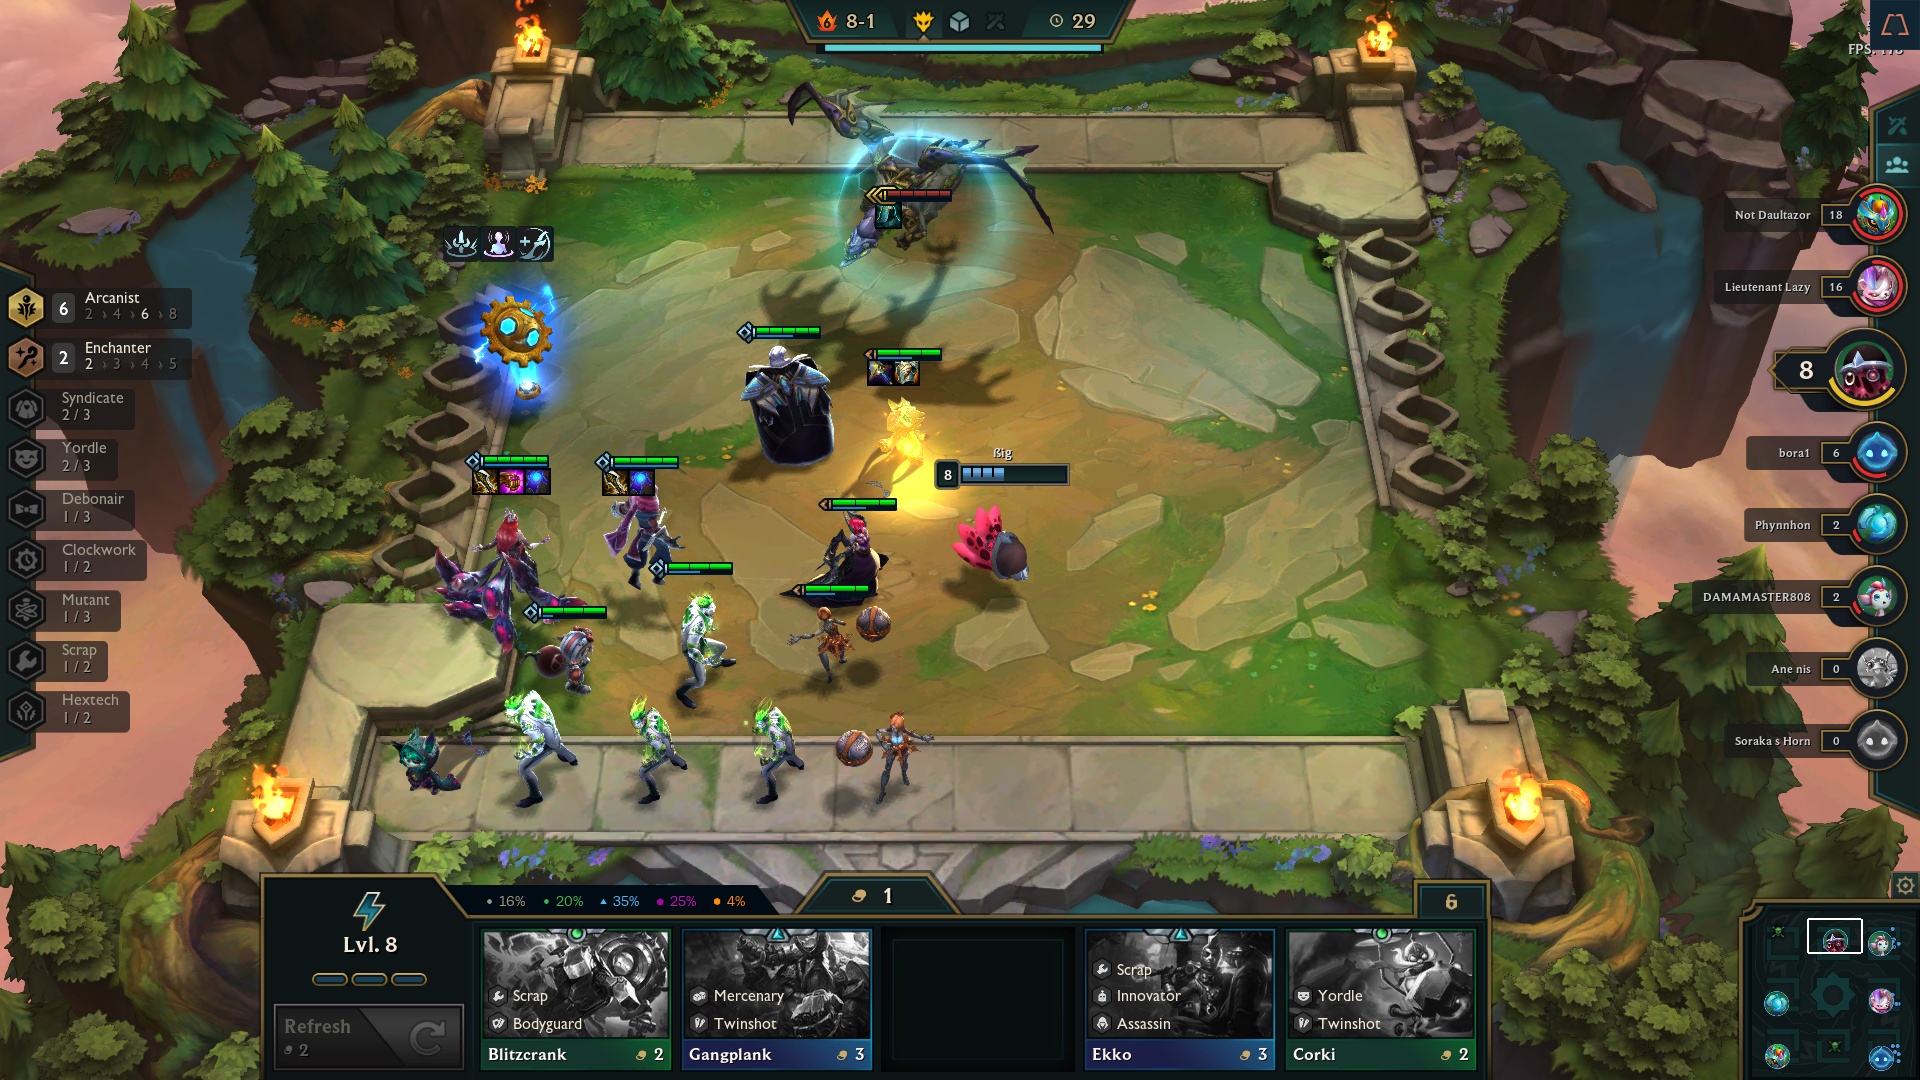 8-1
29
FPS:
Not Daultazor 18
Lieutenant Lazy 16
8
bora1 6
Phynnhon 2
DAMAMASTER808 2
Ane nis 0
Soraka s Horn 0
6 Arcanist
2 › 4 › 6 › 8
2 Enchanter
2 › 3 › 4 › 5
Syndicate
2 / 3
Yordle
2 / 3
Debonair
1 / 3
Clockwork
1 / 2
Mutant
1 / 3
Scrap
1 / 2
Hextech
1 / 2
ßig
8
16% 20% 35% 25% 4%
1
6
Lvl. 8
Refresh
2
Scrap
Bodyguard
Blitzcrank 2
Mercenary
Twinshot
Gangplank 3
Scrap
Innovator
Assassin
Ekko 3
Yordle
Twinshot
Corki 2